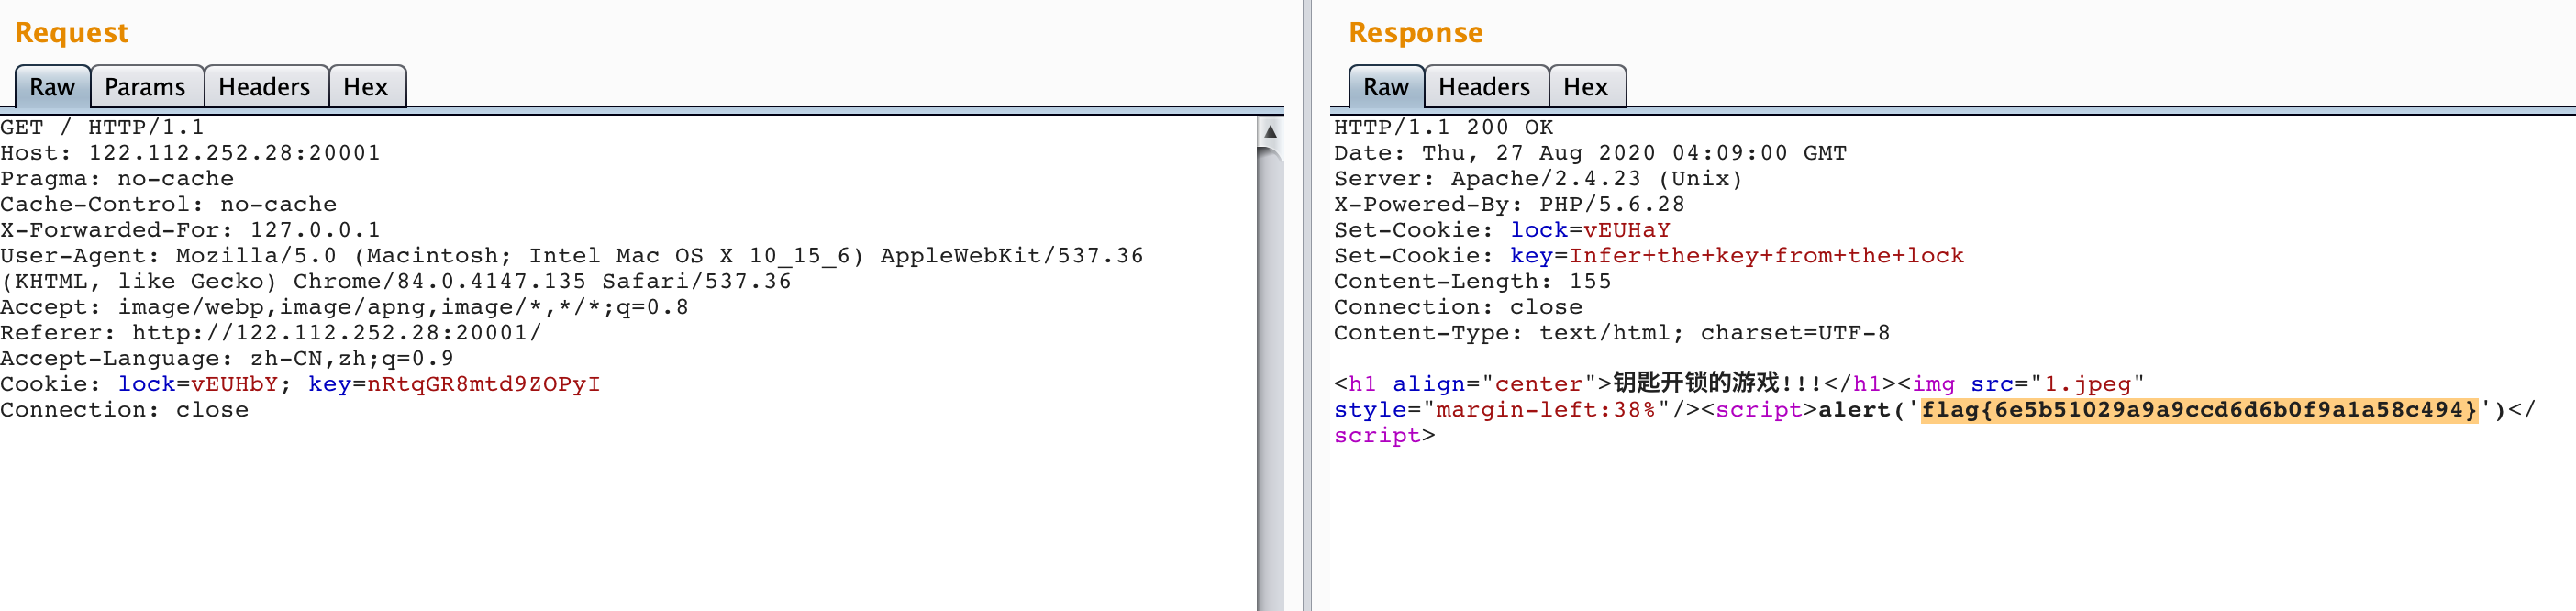 Request
Raw Params Headers Hex
GET / HTTP/1.1
Host: 122.112.252.28:20001
Pragma: no-cache
Cache-Control: no-cache
X-Forwarded-For: 127.0.0.1
User-Agent: Mozilla/5.0 (Macintosh; Intel Mac OS X 10_15_6) AppleWebKit/537.36
(KHTML, like Gecko) Chrome/84.0.4147.135 Safari/537.36
Accept: image/webp,image/apng,image/*,*/*;q=0.8
Referer: http://122.112.252.28:20001/
Accept-Language: zh-CN,zh;q=0.9
Cookie: lock=vEUHbY; key=nRtqGR8mtd9ZOPyI
Connection: close
Response
Raw Headers Hex
HTTP/1.1 200 OK
Date: Thu, 27 Aug 2020 04:09:00 GMT
Server: Apache/2.4.23 (Unix)
X-Powered-By: PHP/5.6.28
Set-Cookie: lock=vEUHaY
Set-Cookie: key=Infer+the+key+from+the+lock
Content-Length: 155
Connection: close
Content-Type: text/html; charset=UTF-8
<h1 align="center">钥匙开锁的游戏!!!</h1><img src="1.jpeg"
style="margin-left:38%"/><script>alert('flag{6e5b51029a9a9ccd6d6b0f9a1a58c494}')</
script>